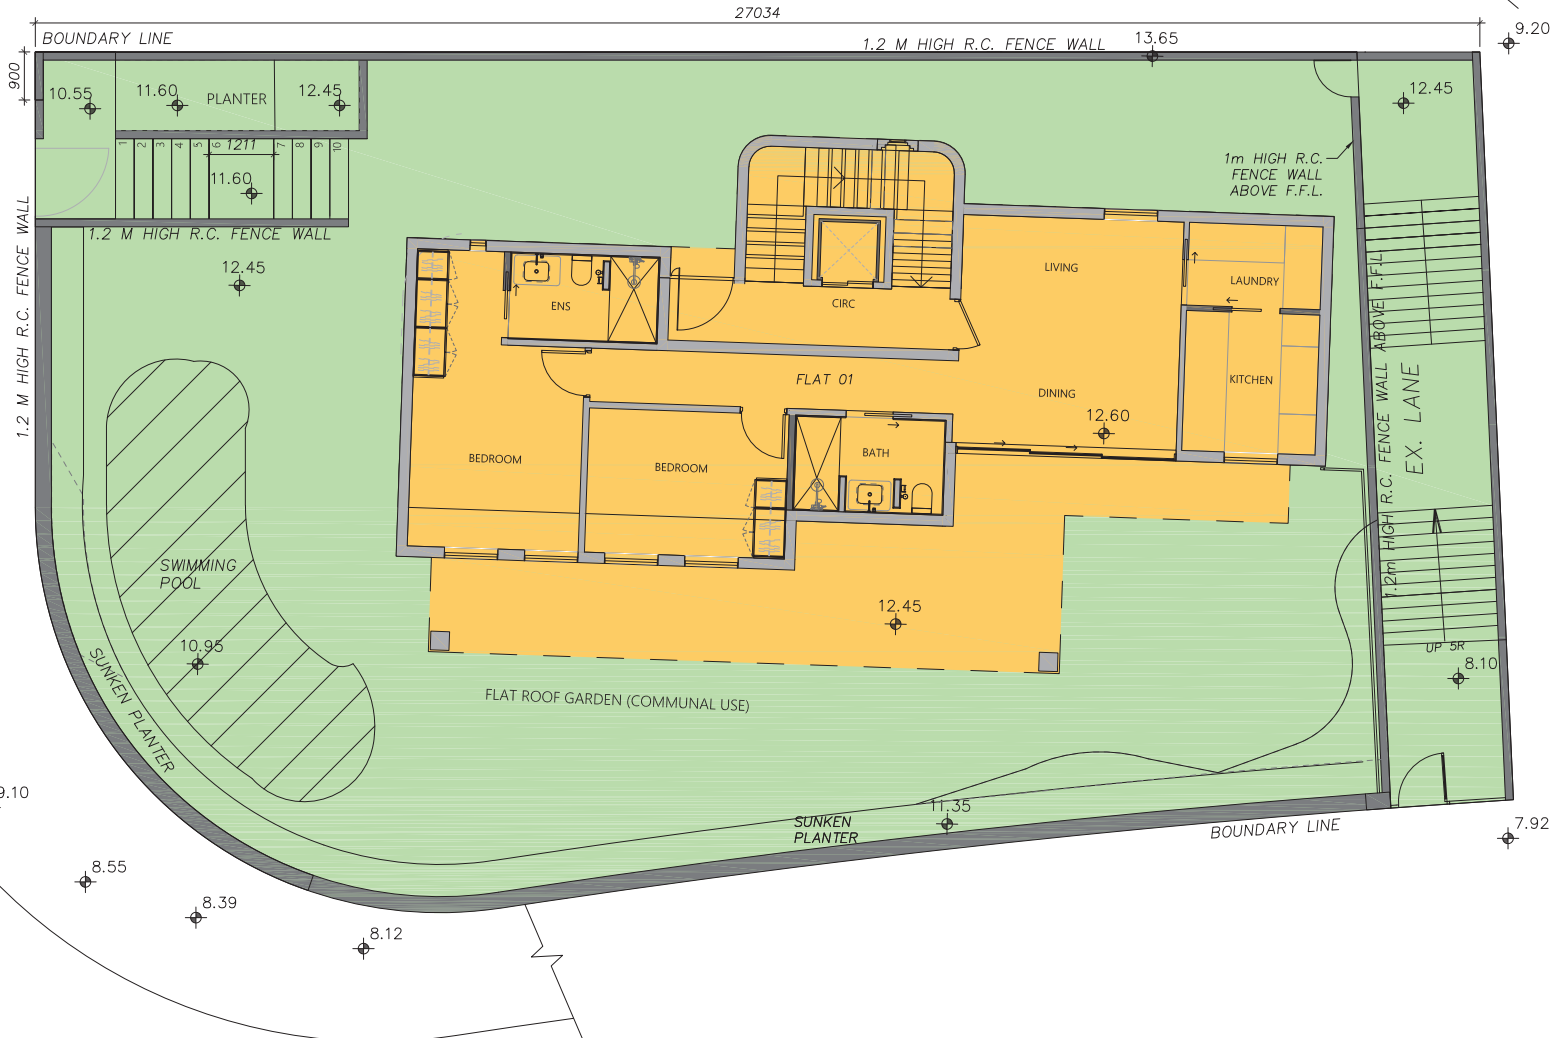 27034
BOUNDARY LINE
1.2 M HIGH R.C. FENCE WALL
13.65
9.20
900
10.55
11.60
PLANTER
12.45
12.45
1
2
3
4
5
6
7
8
9
10
1211
11.60
1m HIGH R.C.
FENCE WALL
ABOVE F.F.L.
1.2 M HIGH R.C. FENCE WALL
1.2 M HIGH R.C. FENCE WALL
12.45
LIVING
LAUNDRY
ENS
CIRC
FLAT 01
DINING
KITCHEN
12.60
BEDROOM
BEDROOM
BATH
1.2m HIGH R.C. FENCE WALL ABOVE F.F.L
EX. LANE
SWIMMING
POOL
12.45
10.95
UP 5R
8.10
SUNKEN PLANTER
FLAT ROOF GARDEN (COMMUNAL USE)
9.10
11.35
SUNKEN
PLANTER
BOUNDARY LINE
7.92
8.55
8.39
8.12